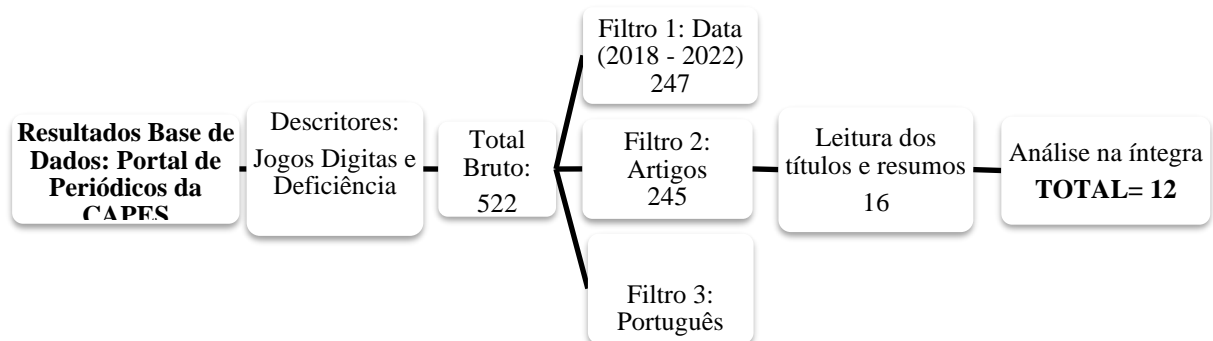 Resultados Base de
Dados: Portal de
Periódicos da
CAPES
Descritores:
Jogos Digitas e
Deficiência
Total
Bruto:
522
Filtro 1: Data
(2018 - 2022)
247
Filtro 2:
Artigos
245
Filtro 3:
Português
Leitura dos
títulos e resumos
16
Análise na íntegra
TOTAL= 12